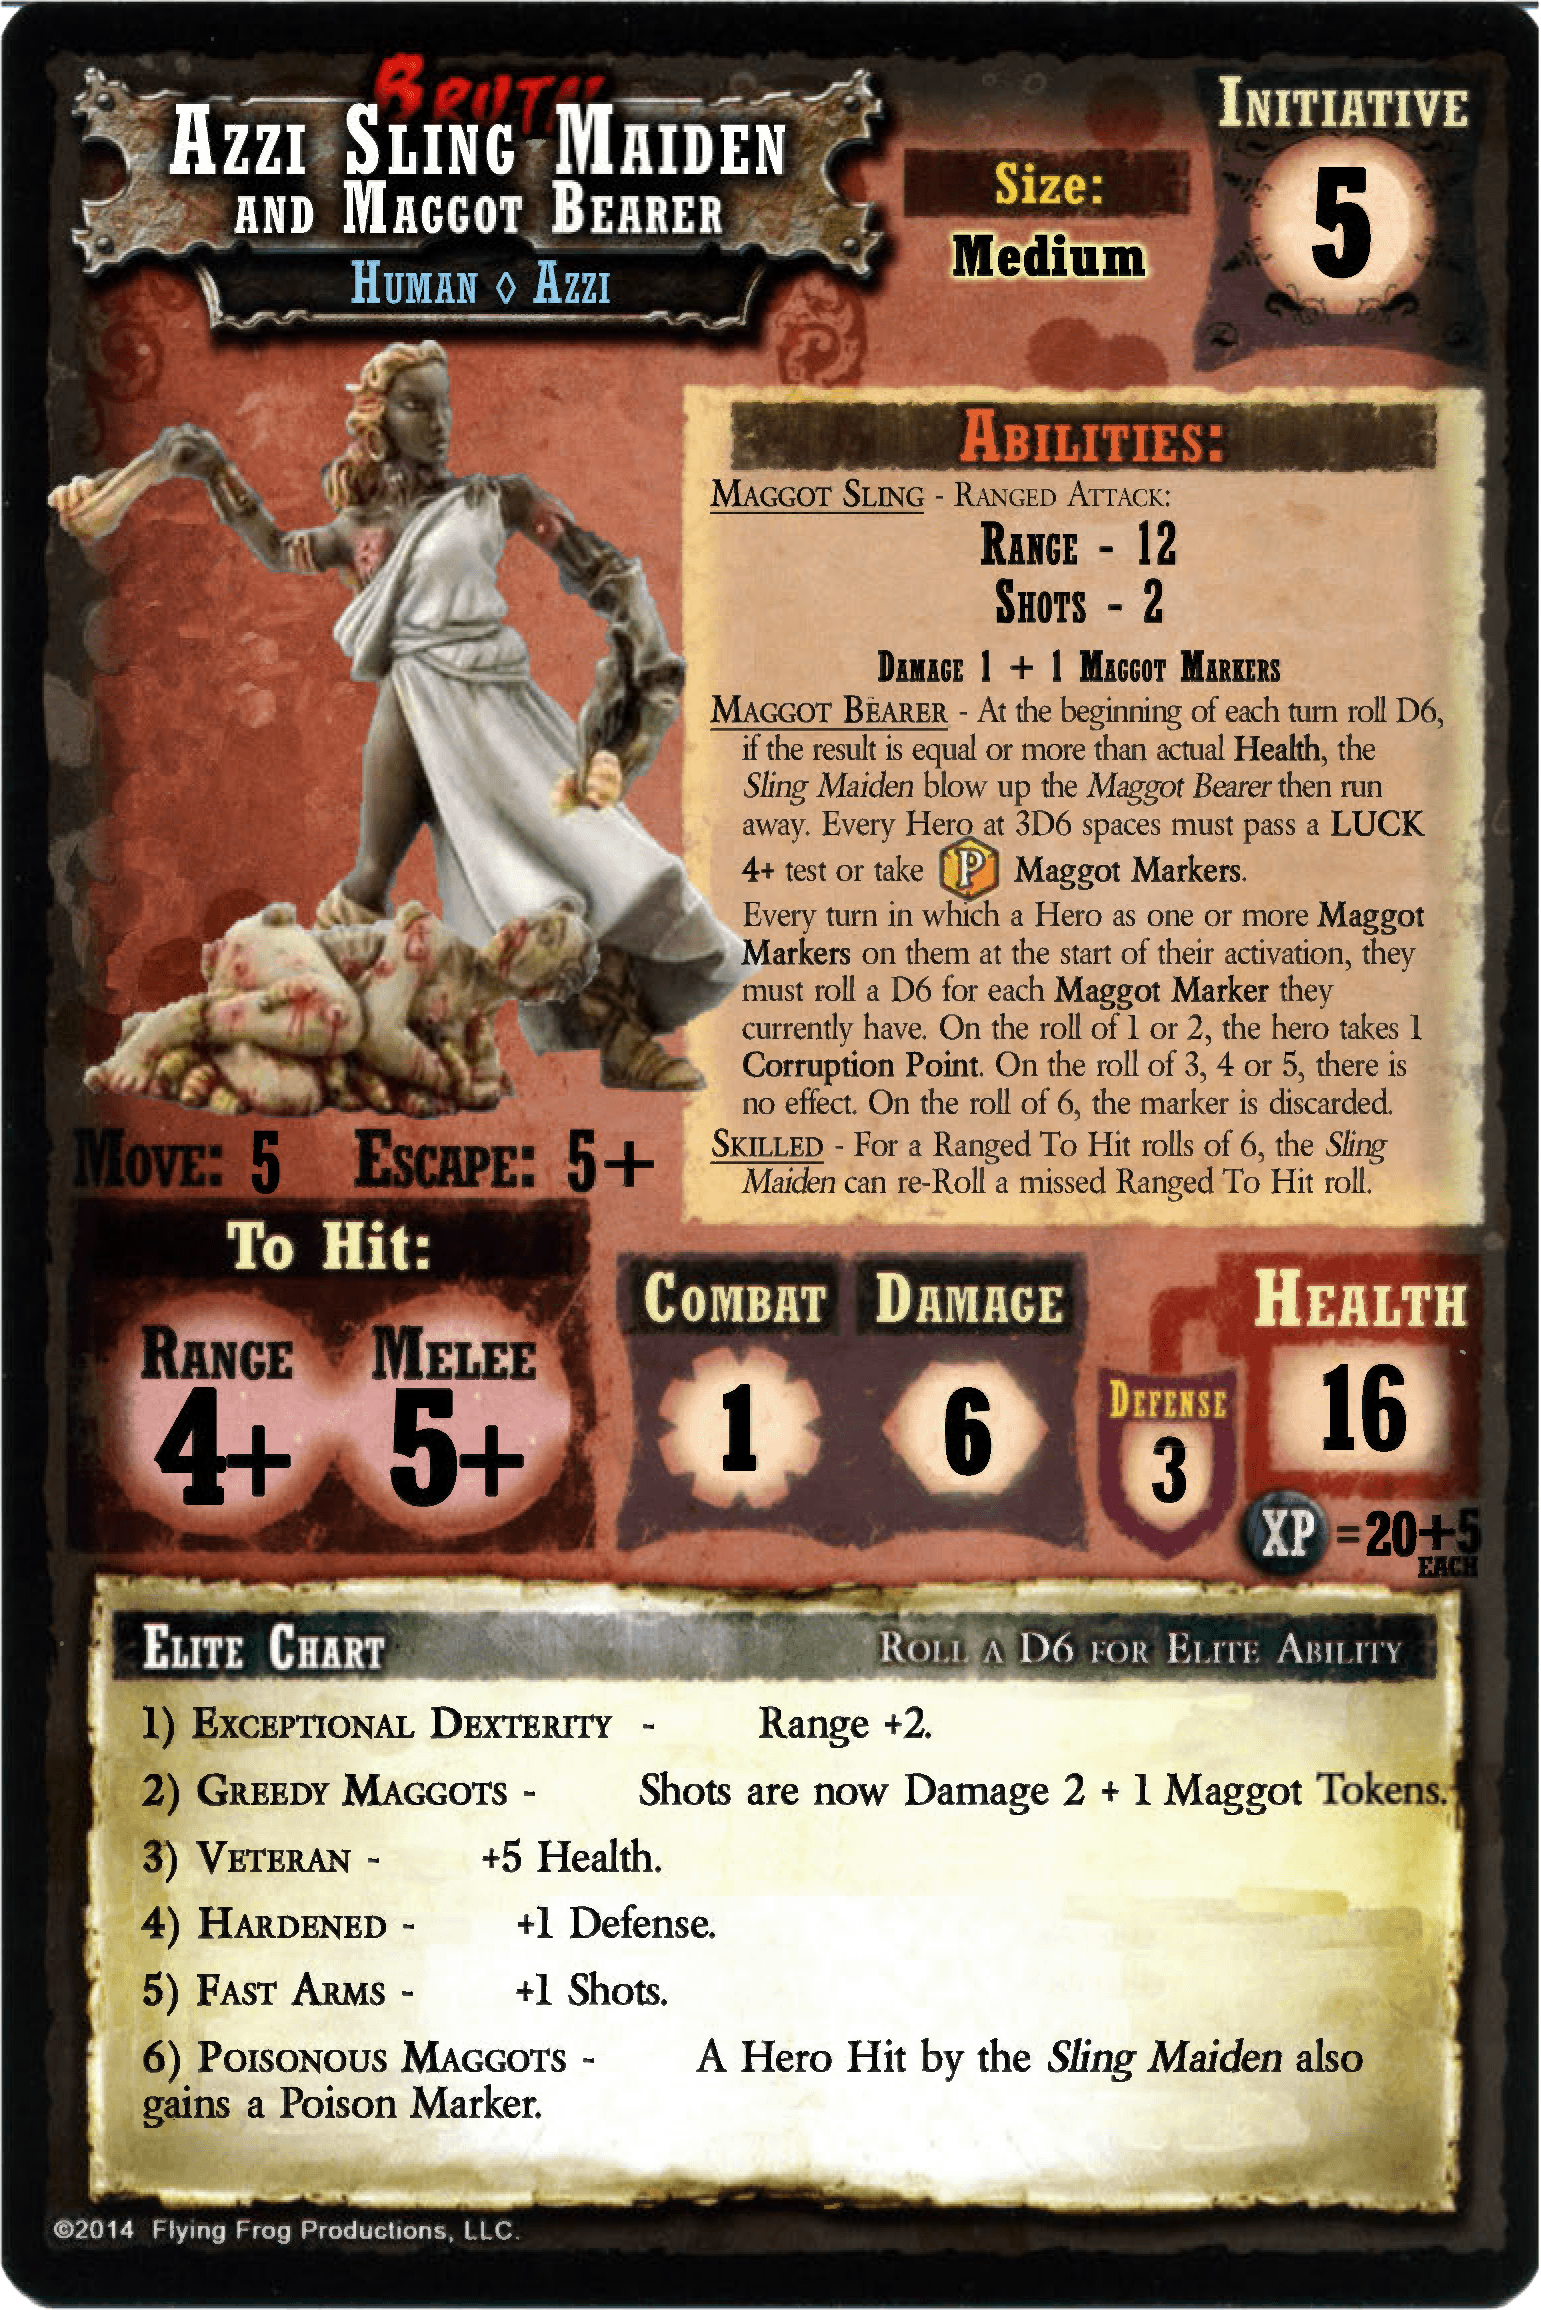 Brutal
Azzi Sling Maiden
and Maggot Bearer
Human ◊ Azzi
Size:
Medium
Initiative
5
Abilities:
Maggot Sling - Ranged Attack:
Range - 12
Shots - 2
Damage 1 + 1 Maggot Markers
Maggot Bearer - At the beginning of each turn roll D6,
if the result is equal or more than actual Health, the
Sling Maiden blow up the Maggot Bearer then run
away. Every Hero at 3D6 spaces must pass a LUCK
4+ test or take P Maggot Markers.
Every turn in which a Hero as one or more Maggot
Markers on them at the start of their activation, they
must roll a D6 for each Maggot Marker they
currently have. On the roll of 1 or 2, the hero takes 1
Corruption Point. On the roll of 3, 4 or 5, there is
no effect. On the roll of 6, the marker is discarded.
Skilled - For a Ranged To Hit rolls of 6, the Sling
Maiden can re-Roll a missed Ranged To Hit roll.
Move: 5 Escape: 5+
To Hit:
Range
4+
Melee
5+
Combat
1
Damage
6
Defense
3
Health
16
XP =20+5
EACH
Elite Chart Roll a D6 for Elite Ability
1) Exceptional Dexterity - Range +2.
2) Greedy Maggots - Shots are now Damage 2 + 1 Maggot Tokens.
3) Veteran - +5 Health.
4) Hardened - +1 Defense.
5) Fast Arms - +1 Shots.
6) Poisonous Maggots - A Hero Hit by the Sling Maiden also
gains a Poison Marker.
©2014 Flying Frog Productions, LLC.